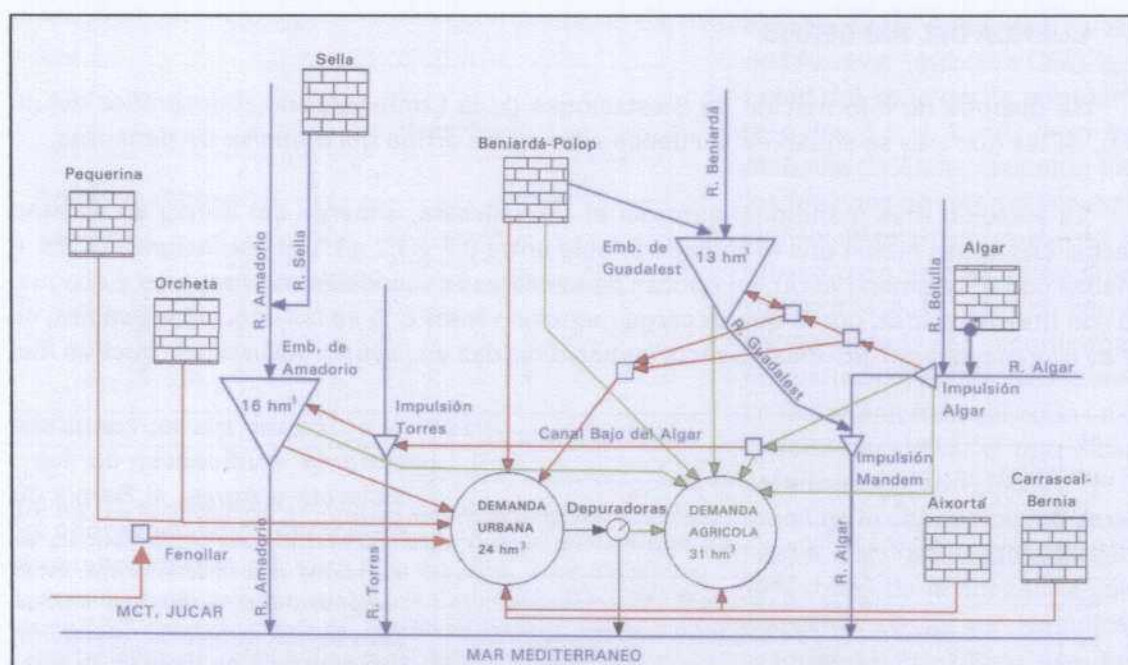 Sella
Pequerina
Beniardá-Polop
R. Beniardá
Algar
Orcheta
R. Amadorio
R. Sella
Emb. de
Guadalest
13 hm³
R. Bolulla
Emb. de
Amadorio
16 hm³
R. Guadalest
R. Algar
Impulsión
Algar
Impulsión
Torres
Canal Bajo del Algar
Impulsión
Mandem
DEMANDA
URBANA
24 hm³
Depuradoras
DEMANDA
AGRICOLA
31 hm³
Aixortá
Carrascal-
Bernia
Fenollar
R. Amadorio
R. Torres
R. Algar
MCT. JUCAR
MAR MEDITERRANEO